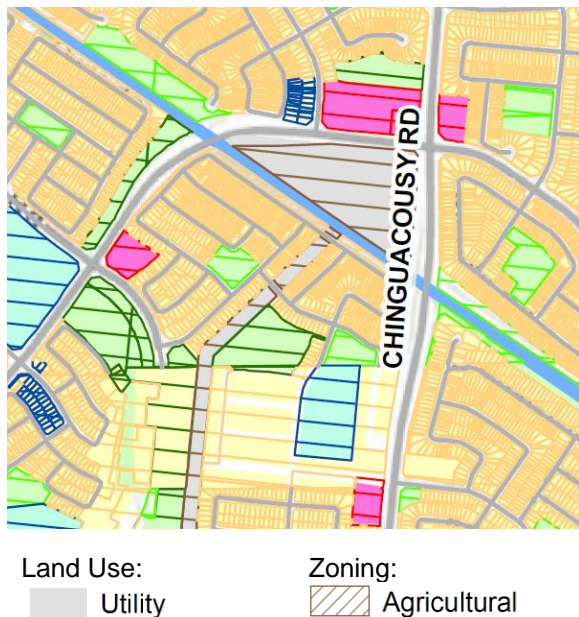 CHINGUACOUSY RD
Land Use:
Zoning:
Utility
Agricultural